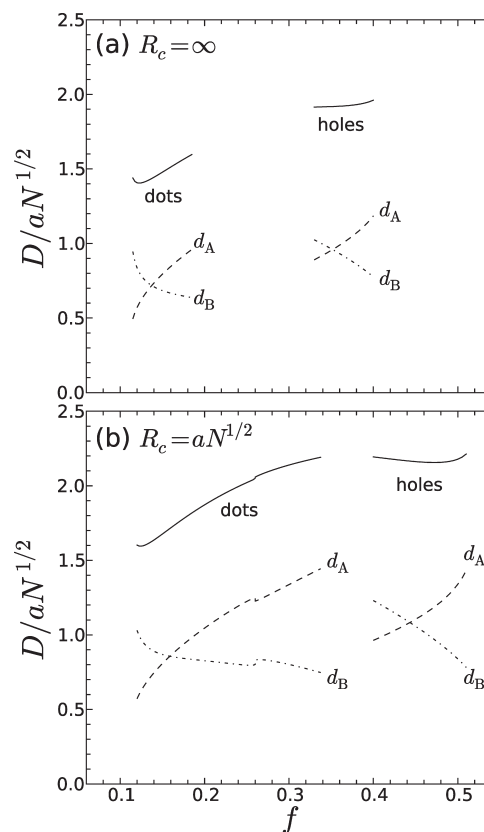 2.5
(a) R_c=∞
2.0
holes
1.5
dots
d_A
d_A
1.0
d_B
d_B
0.5
0.0
D/aN^{1/2}
2.5
(b) R_c=aN^{1/2}
2.0
dots
holes
1.5
d_A
d_A
1.0
d_B
d_B
0.5
0.0
D/aN^{1/2}
0.1 0.2 0.3 0.4 0.5
f